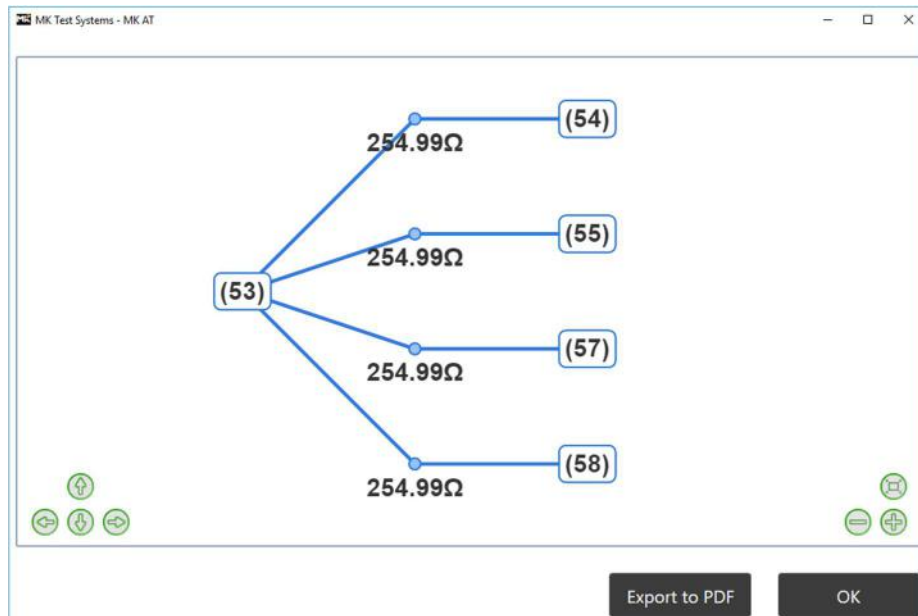 MK Test Systems - MK AT
(54)
254.99Ω
(55)
254.99Ω
(53)
(57)
254.99Ω
(58)
254.99Ω
Export to PDF
OK